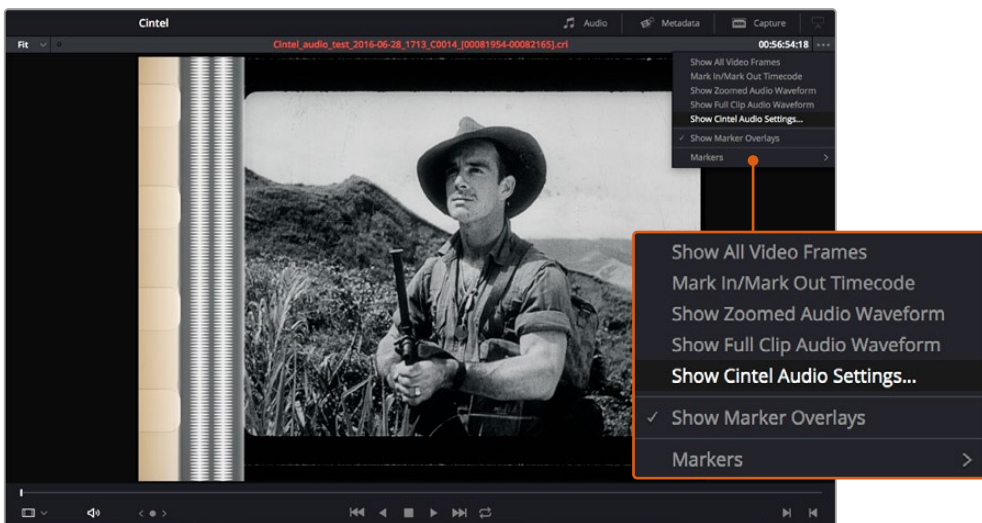 Cintel
Audio
Metadata
Capture
Fit
Cintel_audio_test_2016-06-28_1713_C0014_[00081954-00082165].cri
00:56:54:18
Show All Video Frames
Mark In/Mark Out Timecode
Show Zoomed Audio Waveform
Show Full Clip Audio Waveform
Show Cintel Audio Settings...
✓ Show Marker Overlays
Markers >
Show All Video Frames
Mark In/Mark Out Timecode
Show Zoomed Audio Waveform
Show Full Clip Audio Waveform
Show Cintel Audio Settings...
✓ Show Marker Overlays
Markers >